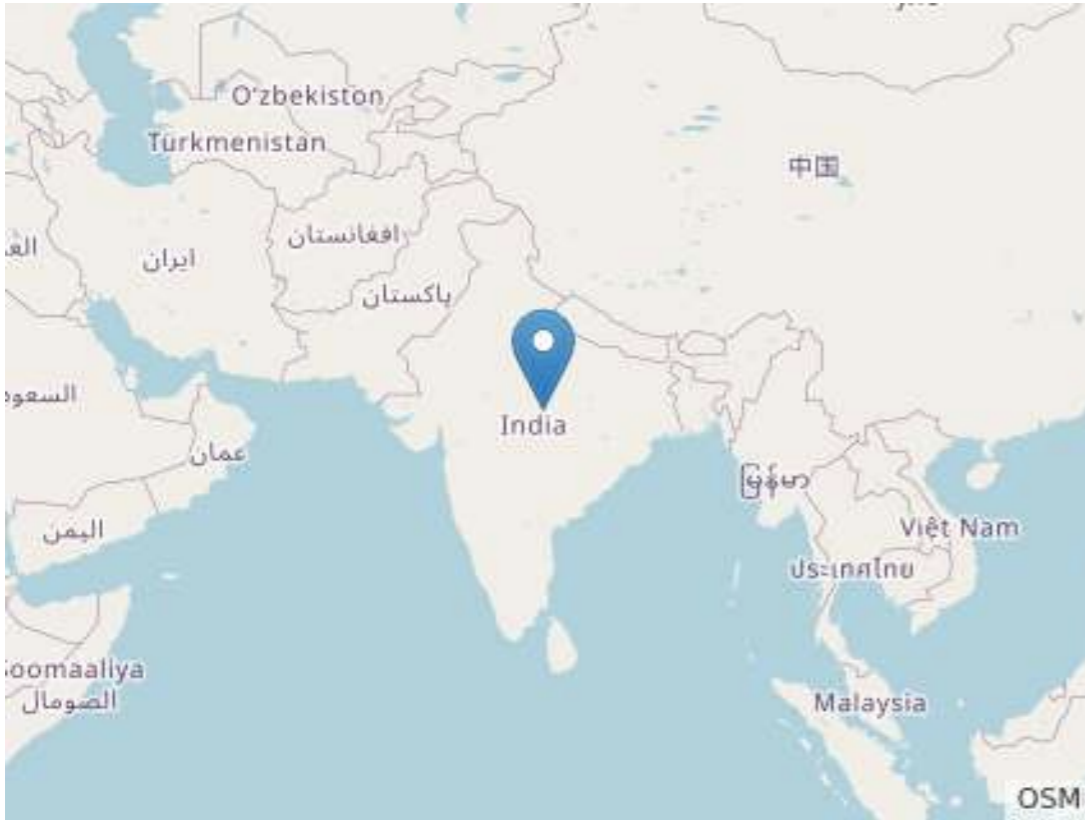 O'zbekiston
Türkmenistan
中国
افغانستان
ایران
پاکستان
السعود
India
عمان
မြန်မာ
اليمن
Việt Nam
ประเทศไทย
Soomaaliya
الصومال
Malaysia
OSM